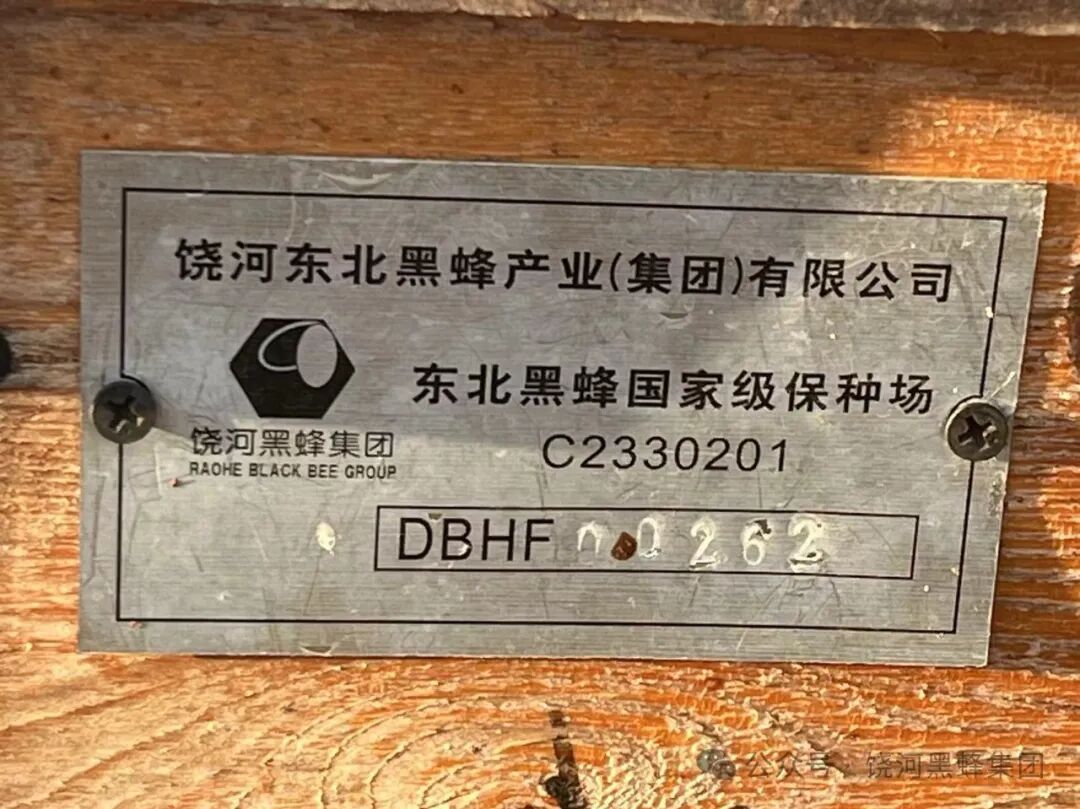 饶河东北黑蜂产业(集团)有限公司
东北黑蜂国家级保种场
饶河黑蜂集团
RAOHE BLACK BEE GROUP
C2330201
DBHF 00262
公众号·饶河黑蜂集团